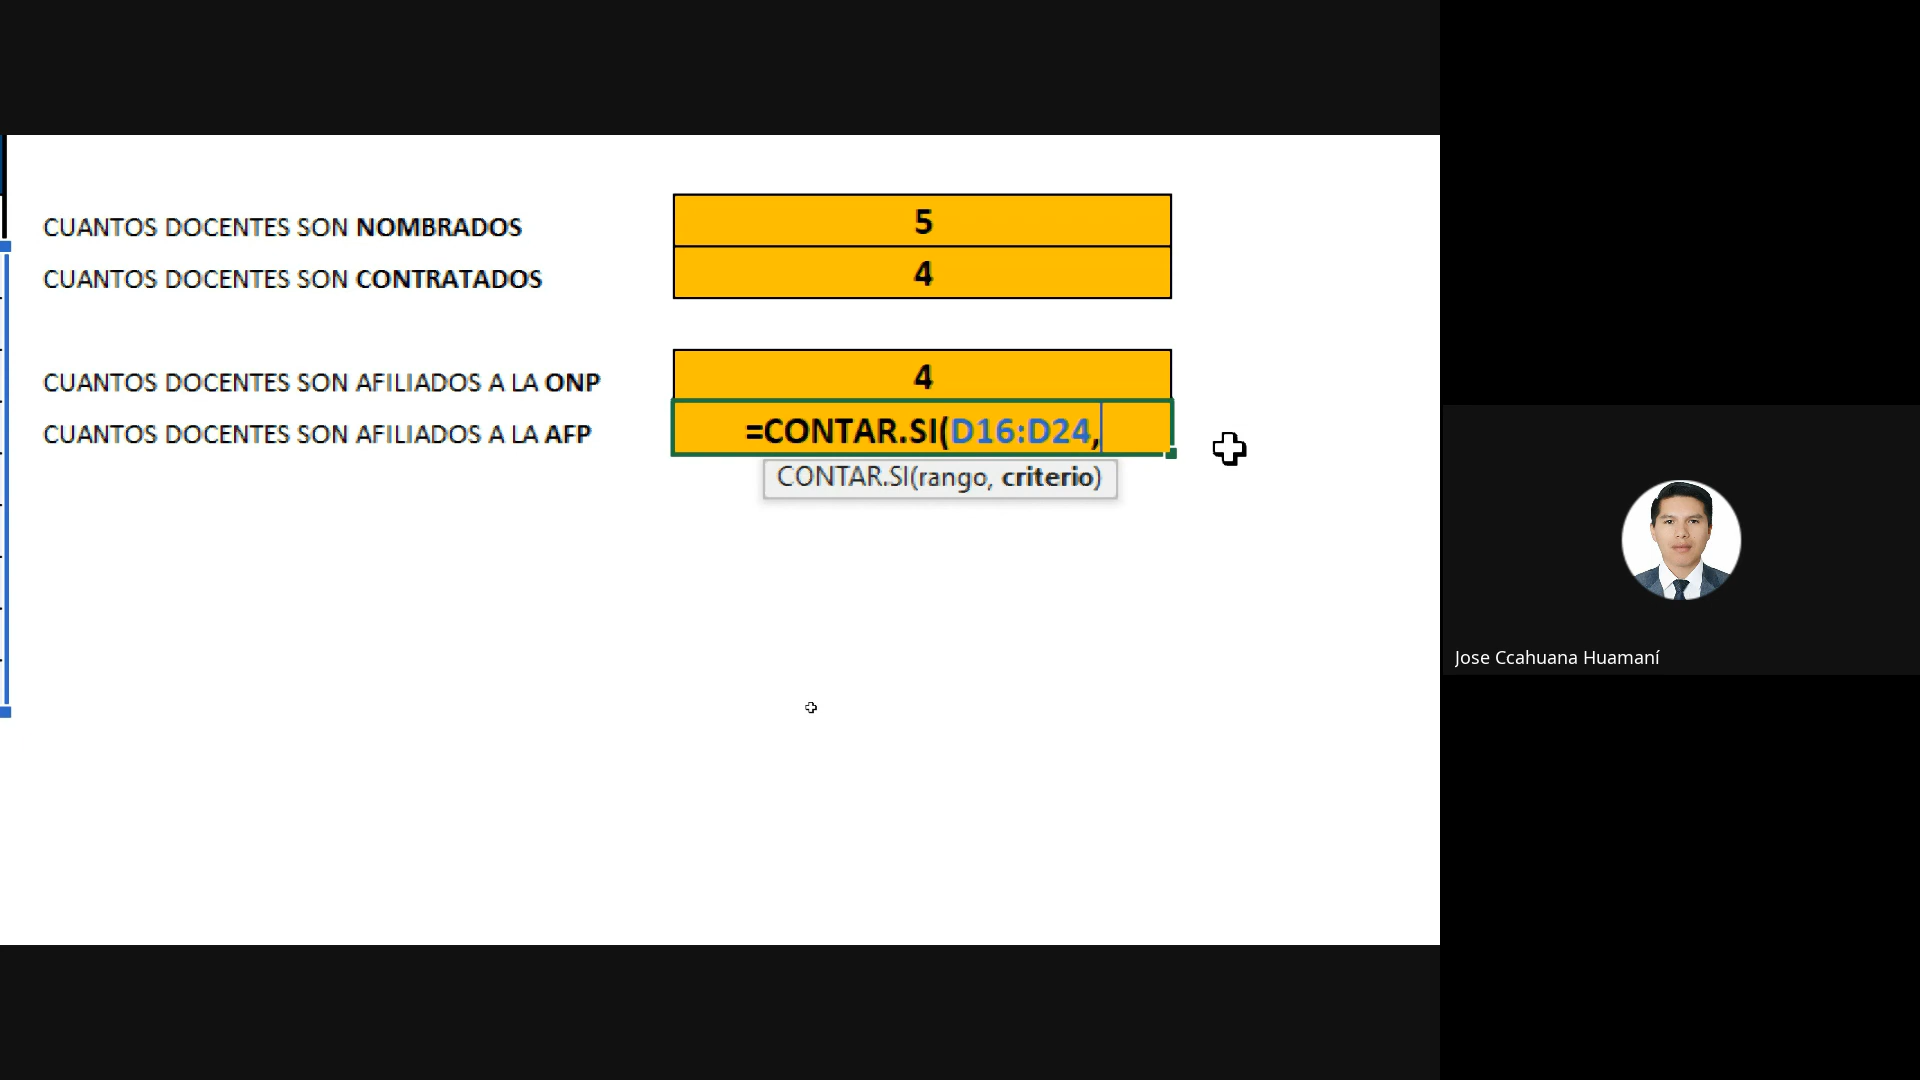 CUANTOS DOCENTES SON NOMBRADOS
5
CUANTOS DOCENTES SON CONTRATADOS
4
CUANTOS DOCENTES SON AFILIADOS A LA ONP
4
CUANTOS DOCENTES SON AFILIADOS A LA AFP
=CONTAR.SI(D16:D24,
CONTAR.SI(rango, criterio)
Jose Ccahuana Huamaní